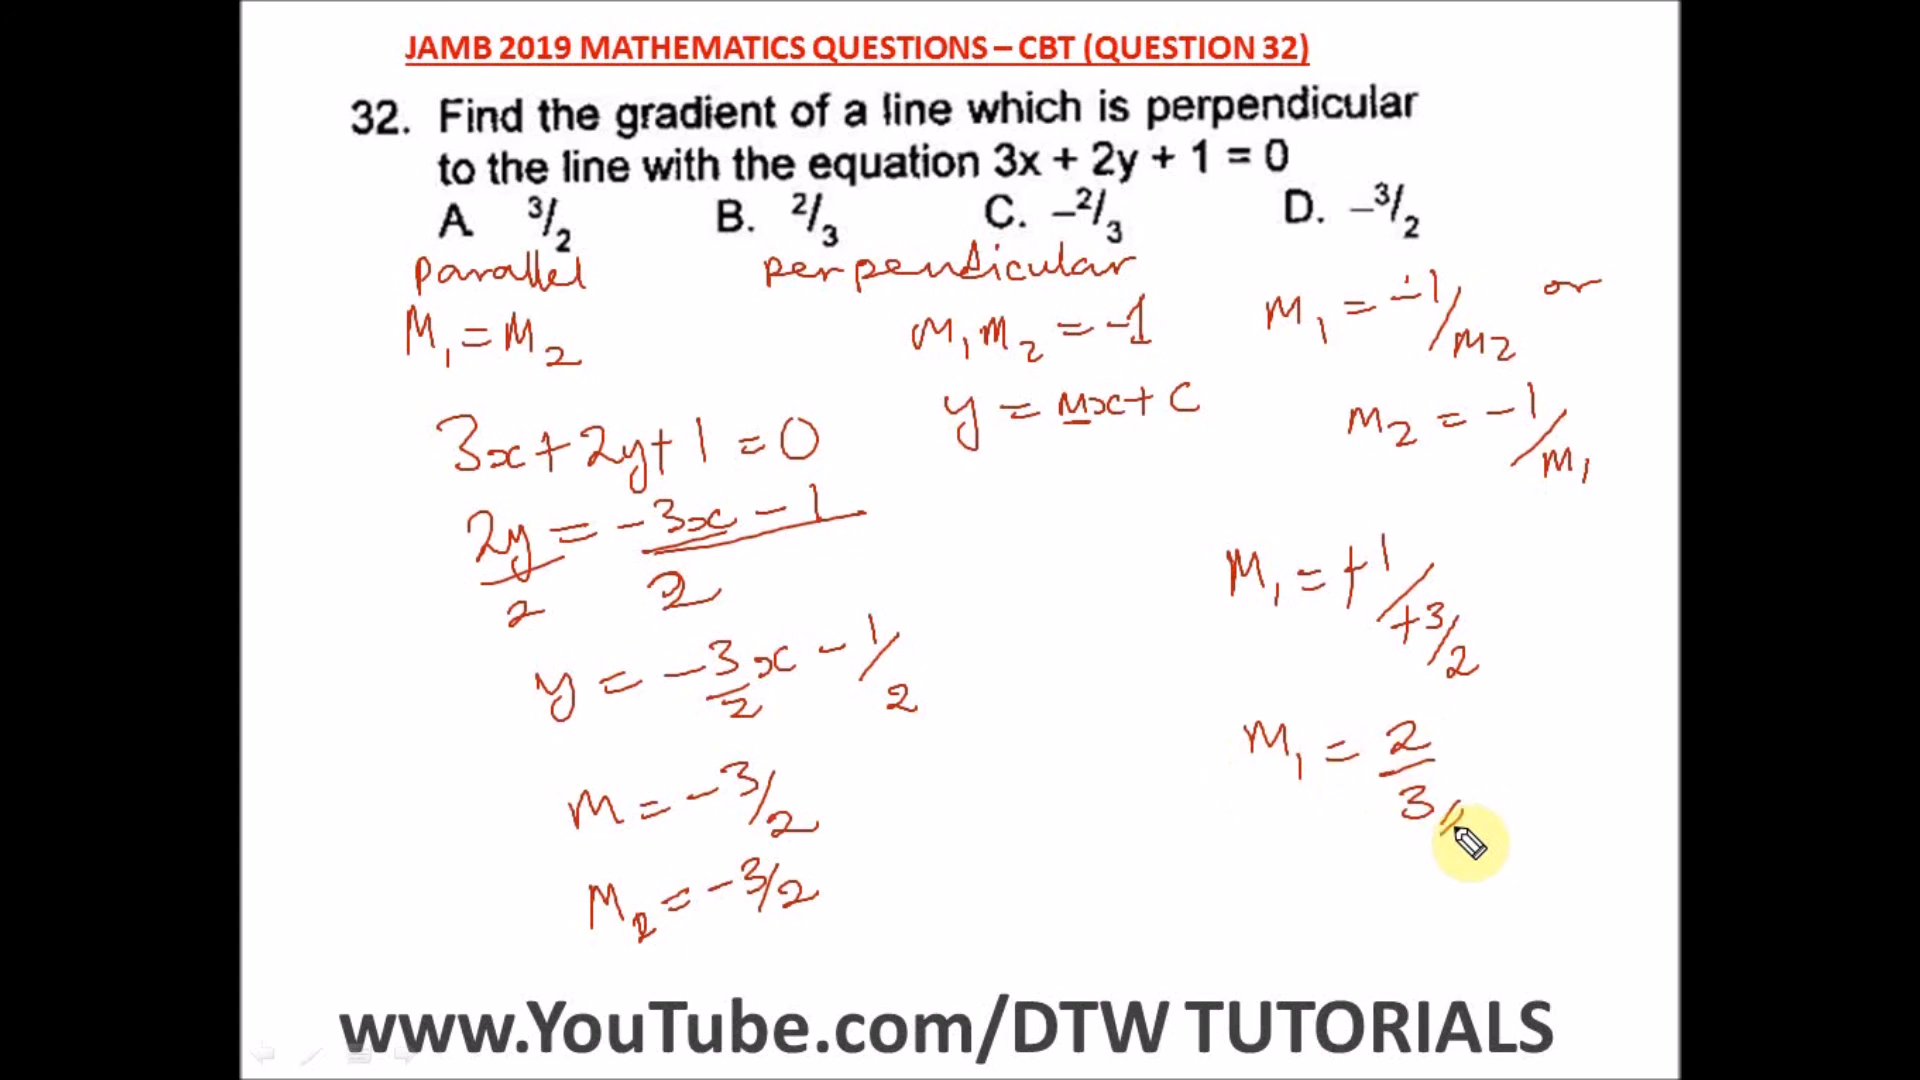 JAMB 2019 MATHEMATICS QUESTIONS – CBT (QUESTION 32)
32. Find the gradient of a line which is perpendicular
to the line with the equation 3x + 2y + 1 = 0
A 3/2 B. 2/3 C. –2/3 D. –3/2
parallel perpendicular
M₁ = M₂ m₁m₂ = -1 M₁ = -1/m₂ or
y = mx + c m₂ = -1/m₁
3x + 2y + 1 = 0
2y/2 = -3x - 1/2
M₁ = +1/+3/2
y = -3/2x - 1/2
M₁ = 2/3
M = -3/2
M₂ = -3/2
www.YouTube.com/DTW TUTORIALS